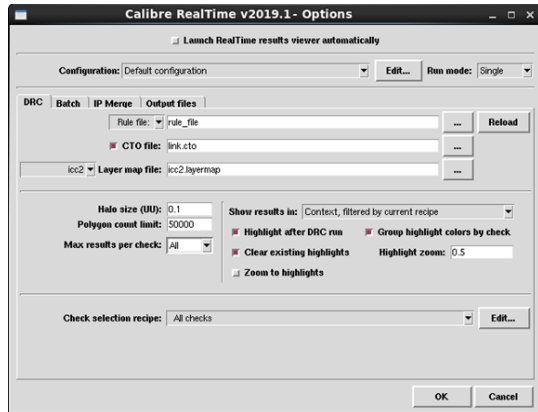 Calibre RealTime v2019.1- Options
Launch RealTime results viewer automatically
Configuration: Default configuration Edit... Run mode: Single
DRC Batch IP Merge Output files
Rule file: rule_file ... Reload
CTO file: link.cto ...
icc2 Layer map file: icc2.layermap ...
Halo size (UU): 0.1
Polygon count limit: 50000
Max results per check: All
Show results in: Context, filtered by current recipe
Highlight after DRC run Group highlight colors by check
Clear existing highlights Highlight zoom: 0.5
Zoom to highlights
Check selection recipe: All checks Edit...
OK Cancel